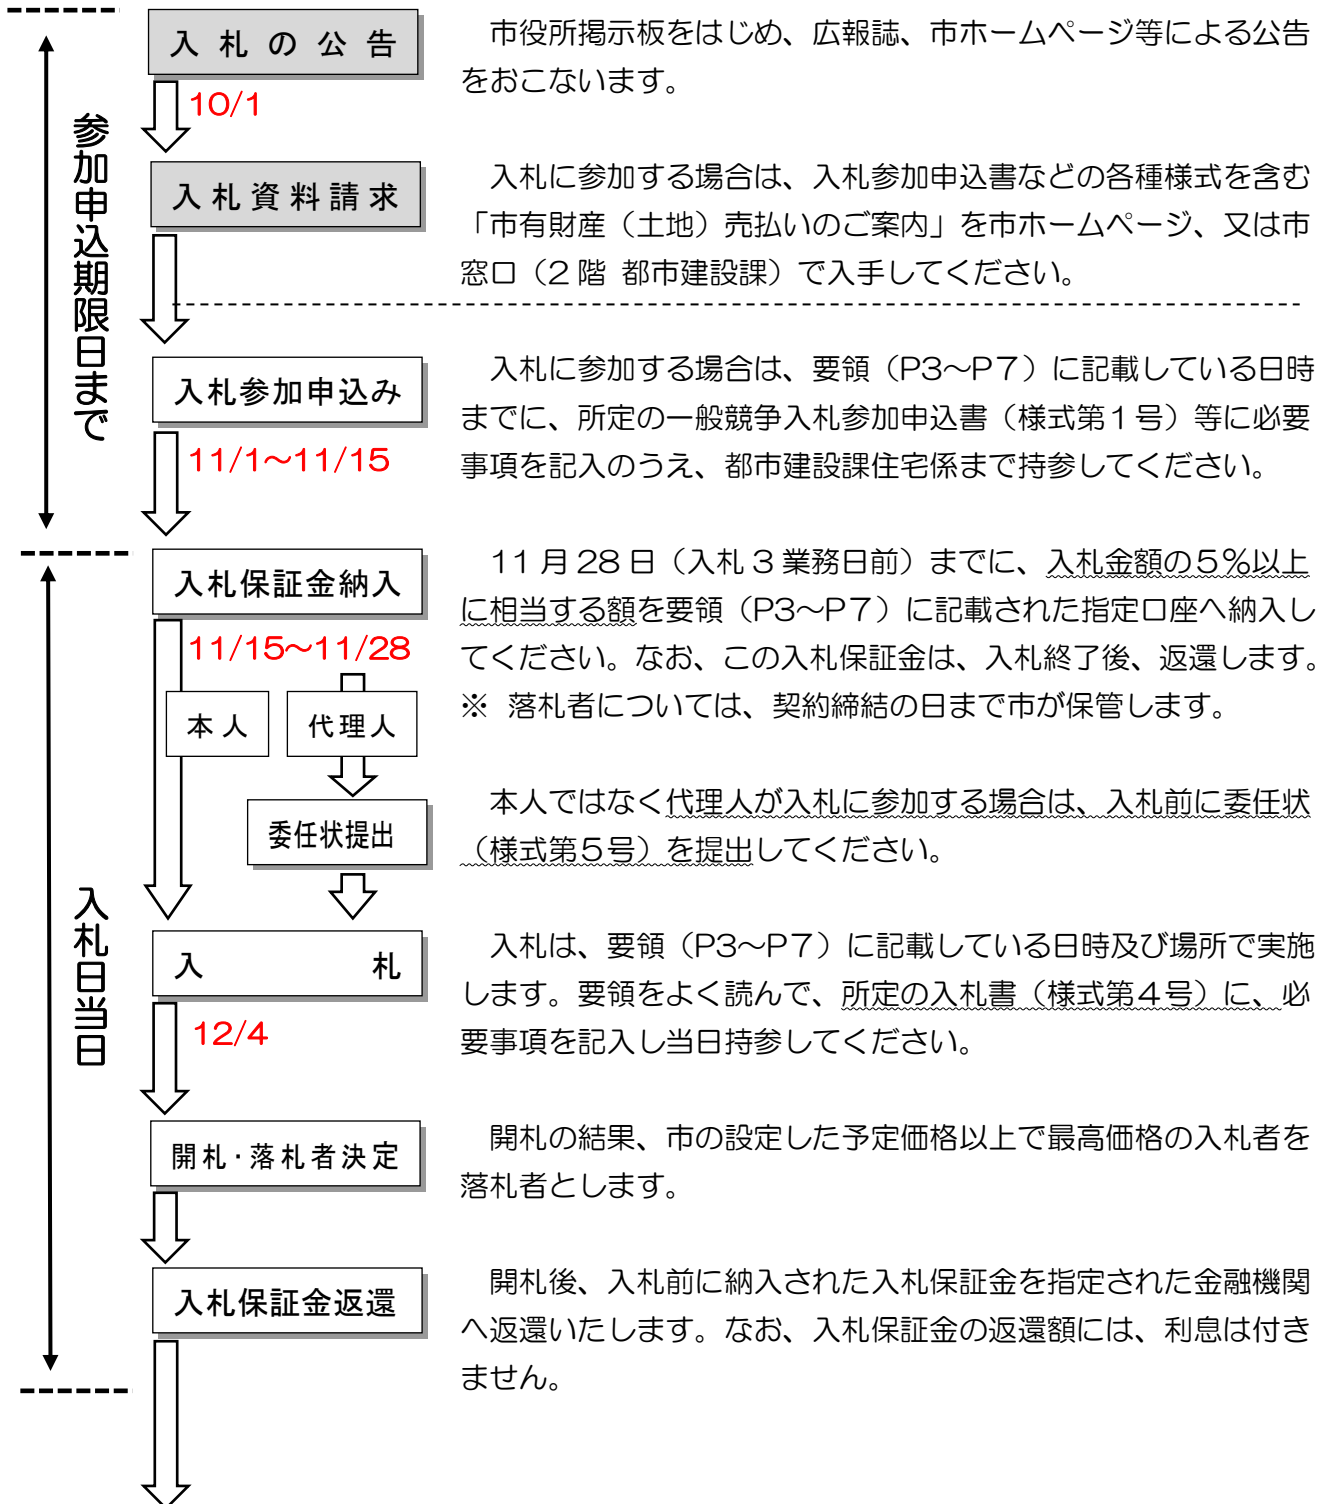 入札の公告
市役所掲示板をはじめ、広報誌、市ホームページ等による公告
をおこないます。
10/1
参加申込期限日まで
入札資料請求
入札に参加する場合は、入札参加申込書などの各種様式を含む
「市有財産（土地）売払いのご案内」を市ホームページ、又は市
窓口（2階 都市建設課）で入手してください。
入札参加申込み
入札に参加する場合は、要領（P3～P7）に記載している日時
までに、所定の一般競争入札参加申込書（様式第１号）等に必要
事項を記入のうえ、都市建設課住宅係まで持参してください。
11/1～11/15
入札保証金納入
11月28日（入札3業務日前）までに、入札金額の５％以上
に相当する額を要領（P3～P7）に記載された指定口座へ納入し
てください。なお、この入札保証金は、入札終了後、返還します。
※ 落札者については、契約締結の日まで市が保管します。
11/15～11/28
本人
代理人
本人ではなく代理人が入札に参加する場合は、入札前に委任状
（様式第５号）を提出してください。
委任状提出
入札日当日
入　　　札
入札は、要領（P3～P7）に記載している日時及び場所で実施
します。要領をよく読んで、所定の入札書（様式第４号）に、必
要事項を記入し当日持参してください。
12/4
開札・落札者決定
開札の結果、市の設定した予定価格以上で最高価格の入札者を
落札者とします。
入札保証金返還
開札後、入札前に納入された入札保証金を指定された金融機関
へ返還いたします。なお、入札保証金の返還額には、利息は付き
ません。